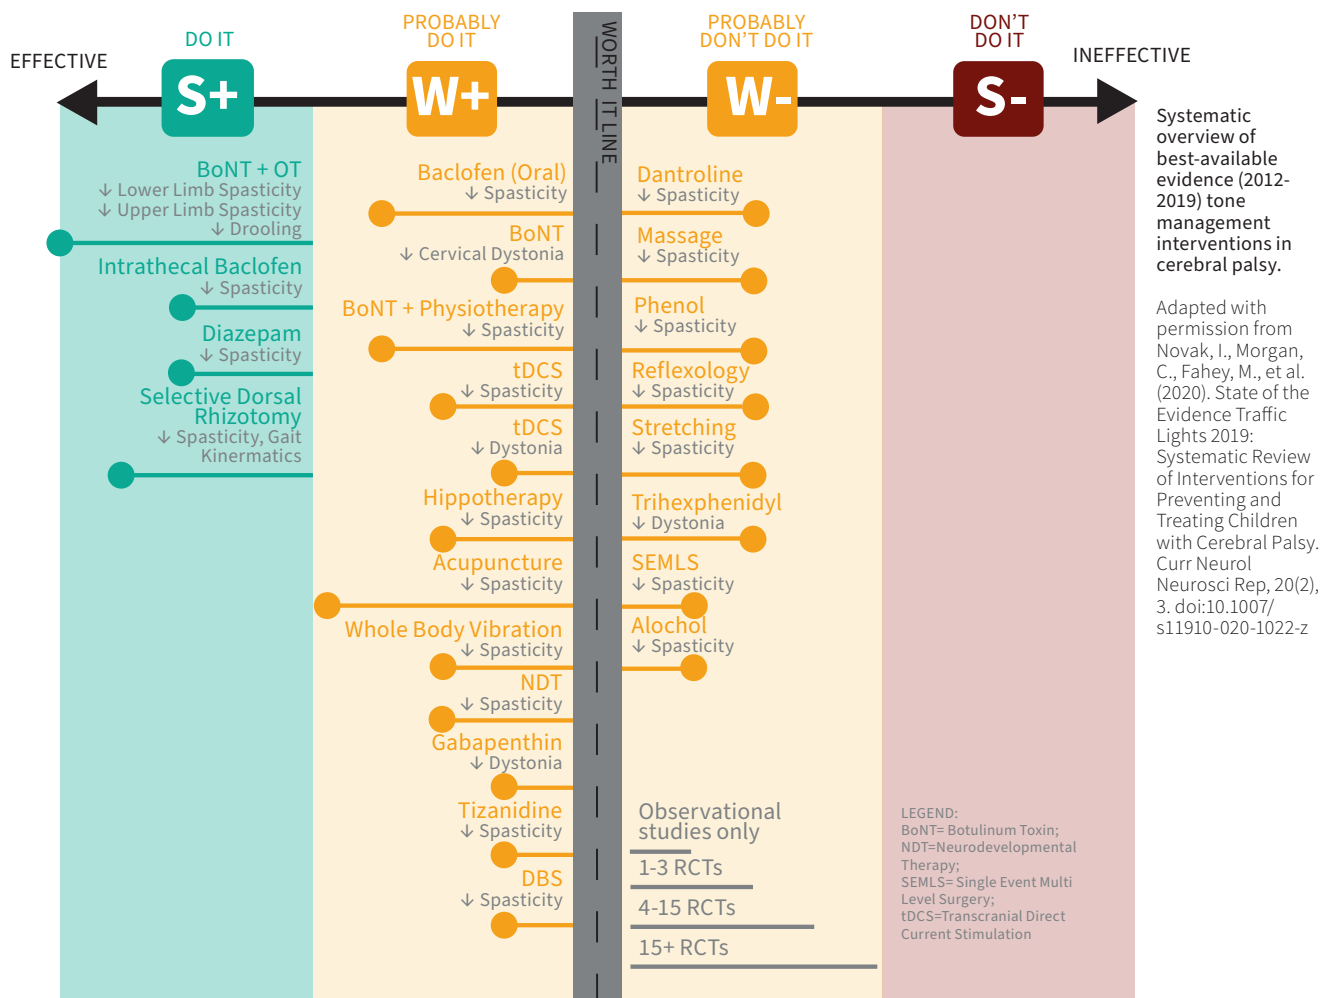 EFFECTIVE
DO IT
S+
PROBABLY
DO IT
W+
WORTH IT LINE
PROBABLY
DON'T DO IT
W-
DON'T
DO IT
S-
INEFFECTIVE
BoNT + OT
↓ Lower Limb Spasticity
↓ Upper Limb Spasticity
↓ Drooling
Intrathecal Baclofen
↓ Spasticity
Diazepam
↓ Spasticity
Selective Dorsal
Rhizotomy
↓ Spasticity, Gait
Kinermatics
Baclofen (Oral)
↓ Spasticity
BoNT
↓ Cervical Dystonia
BoNT + Physiotherapy
↓ Spasticity
tDCS
↓ Spasticity
tDCS
↓ Dystonia
Hippotherapy
↓ Spasticity
Acupuncture
↓ Spasticity
Whole Body Vibration
↓ Spasticity
NDT
↓ Spasticity
Gabapenthin
↓ Dystonia
Tizanidine
↓ Spasticity
DBS
↓ Spasticity
Dantroline
↓ Spasticity
Massage
↓ Spasticity
Phenol
↓ Spasticity
Reflexology
↓ Spasticity
Stretching
↓ Spasticity
Trihexphenidyl
↓ Dystonia
SEMLS
↓ Spasticity
Alochol
↓ Spasticity
Observational
studies only
1-3 RCTs
4-15 RCTs
15+ RCTs
LEGEND:
BoNT= Botulinum Toxin;
NDT=Neurodevelopmental
Therapy;
SEMLS= Single Event Multi
Level Surgery;
tDCS=Transcranial Direct
Current Stimulation
Systematic
overview of
best-available
evidence (2012-
2019) tone
management
interventions in
cerebral palsy.
Adapted with
permission from
Novak, I., Morgan,
C., Fahey, M., et al.
(2020). State of the
Evidence Traffic
Lights 2019:
Systematic Review
of Interventions for
Preventing and
Treating Children
with Cerebral Palsy.
Curr Neurol
Neurosci Rep, 20(2),
3. doi:10.1007/
s11910-020-1022-z